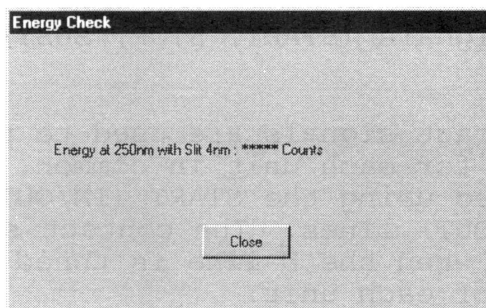 Energy Check
Energy at 250nm with Slit 4nm : ***** Counts
Close